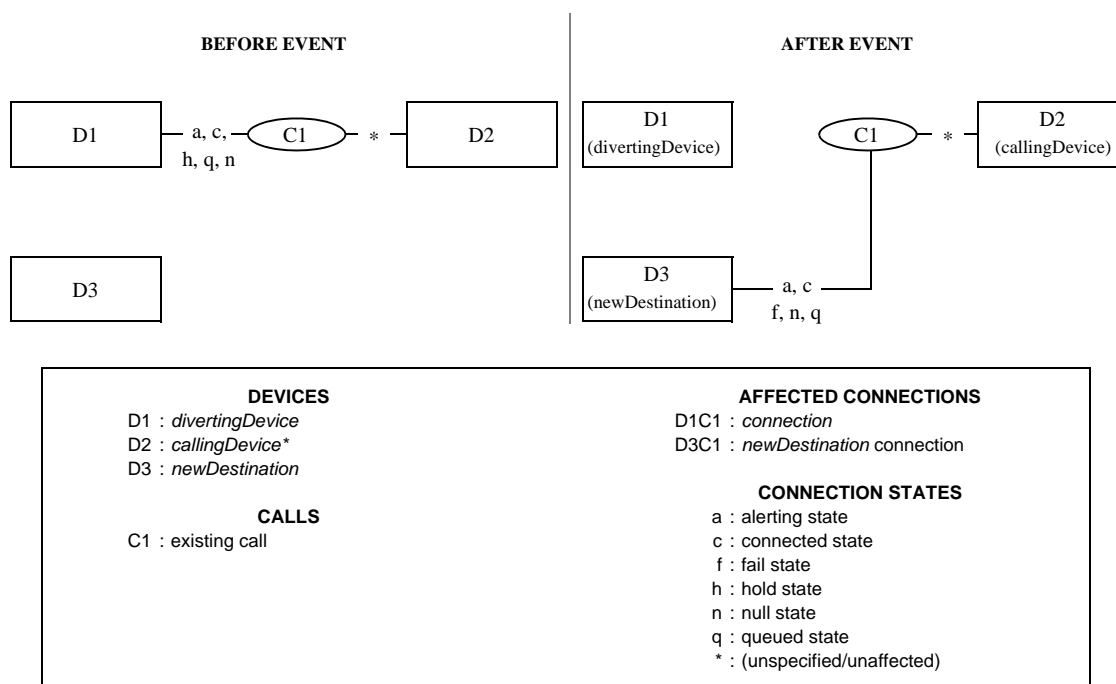 BEFORE EVENT
AFTER EVENT
D1
a, c,
h, q, n
C1
*
D2
D3
D1
(divertingDevice)
C1
*
D2
(callingDevice)
D3
(newDestination)
a, c
f, n, q
DEVICES
D1 : divertingDevice
D2 : callingDevice*
D3 : newDestination
CALLS
C1 : existing call
AFFECTED CONNECTIONS
D1C1 : connection
D3C1 : newDestination connection
CONNECTION STATES
a : alerting state
c : connected state
f : fail state
h : hold state
n : null state
q : queued state
* : (unspecified/unaffected)